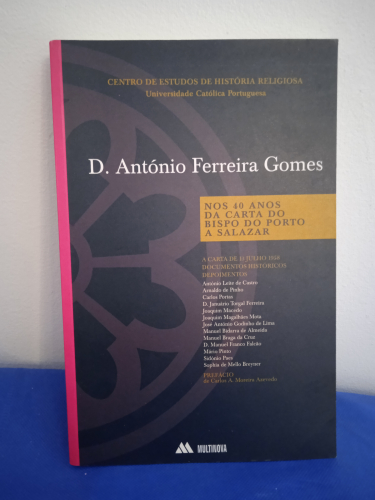 CENTRO DE ESTUDOS DE HISTÓRIA RELIGIOSA
Universidade Católica Portuguesa
D. António Ferreira Gomes
NOS 40 ANOS
DA CARTA DO
BISPO DO PORTO
A SALAZAR
A CARTA DE 13 JULHO 1958
DOCUMENTOS HISTÓRICOS
DEPOIMENTOS
António Leite de Castro
Arnaldo de Pinho
Carlos Portas
D. Januário Torgal Ferreira
Joaquim Macedo
Joaquim Magalhães Mota
José António Godinho de Lima
Manuel Bidarra de Almeida
Manuel Braga da Cruz
D. Manuel Franco Falcão
Mário Pinto
Sidónio Paes
Sophia de Mello Breyner
PREFÁCIO
de Carlos A. Moreira Azevedo
MULTINOVA